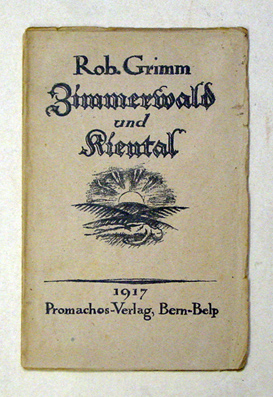 Rob. Grimm
Zimmerwald
und
Kiental
1917
Promachos-Verlag, Bern-Belp